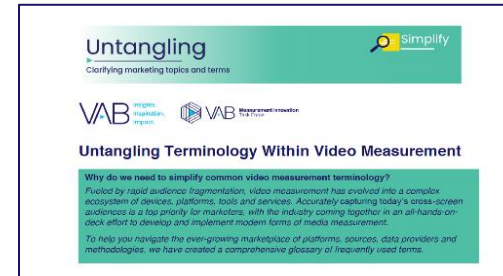 Untangling
Clarifying marketing topics and terms
Simplify
VAB Insights. Inspiration. Impact.
VAB Measurement Innovation Task Force
Untangling Terminology Within Video Measurement
Why do we need to simplify common video measurement terminology?
Fueled by rapid audience fragmentation, video measurement has evolved into a complex
ecosystem of devices, platforms, tools and services. Accurately capturing today's cross-screen
audiences is a top priority for marketers, with the industry coming together in an all-hands-on-
deck effort to develop and implement modern forms of media measurement.
To help you navigate the ever-growing marketplace of platforms, sources, data providers and
methodologies, we have created a comprehensive glossary of frequently used terms.